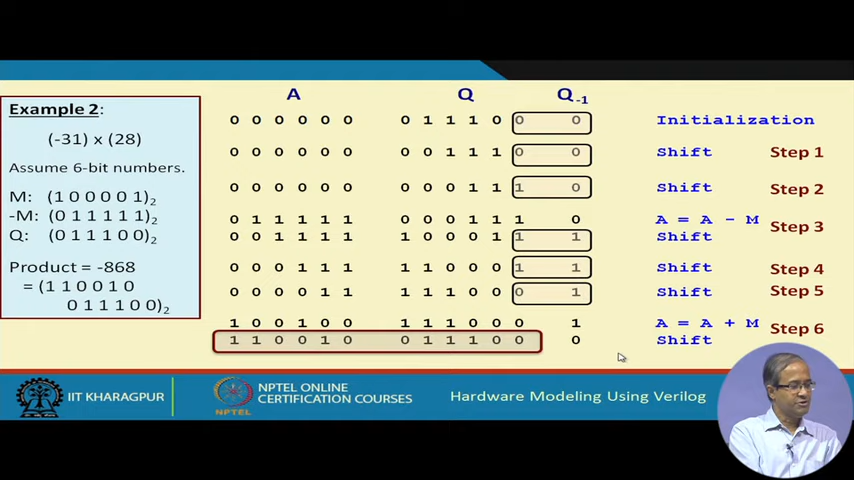 Example 2:
(-31) x (28)
Assume 6-bit numbers.
M: (1 0 0 0 0 1)2
-M: (0 1 1 1 1 1)2
Q: (0 1 1 1 0 0)2
Product = -868
= (1 1 0 0 1 0
0 1 1 1 0 0)2
A Q Q-1
0 0 0 0 0 0 0 1 1 1 0 0 0 Initialization
0 0 0 0 0 0 0 0 1 1 1 0 0 Shift Step 1
0 0 0 0 0 0 0 0 0 1 1 1 0 Shift Step 2
0 1 1 1 1 1 0 0 0 1 1 1 0 A = A - M Step 3
0 0 1 1 1 1 1 0 0 0 1 1 1 Shift
0 0 0 1 1 1 1 1 0 0 0 1 1 Shift Step 4
0 0 0 0 1 1 1 1 1 0 0 0 1 Shift Step 5
1 0 0 1 0 0 1 1 1 0 0 0 1 A = A + M Step 6
1 1 0 0 1 0 0 1 1 1 0 0 0 Shift
IIT KHARAGPUR
NPTEL
NPTEL ONLINE
CERTIFICATION COURSES
Hardware Modeling Using Verilog